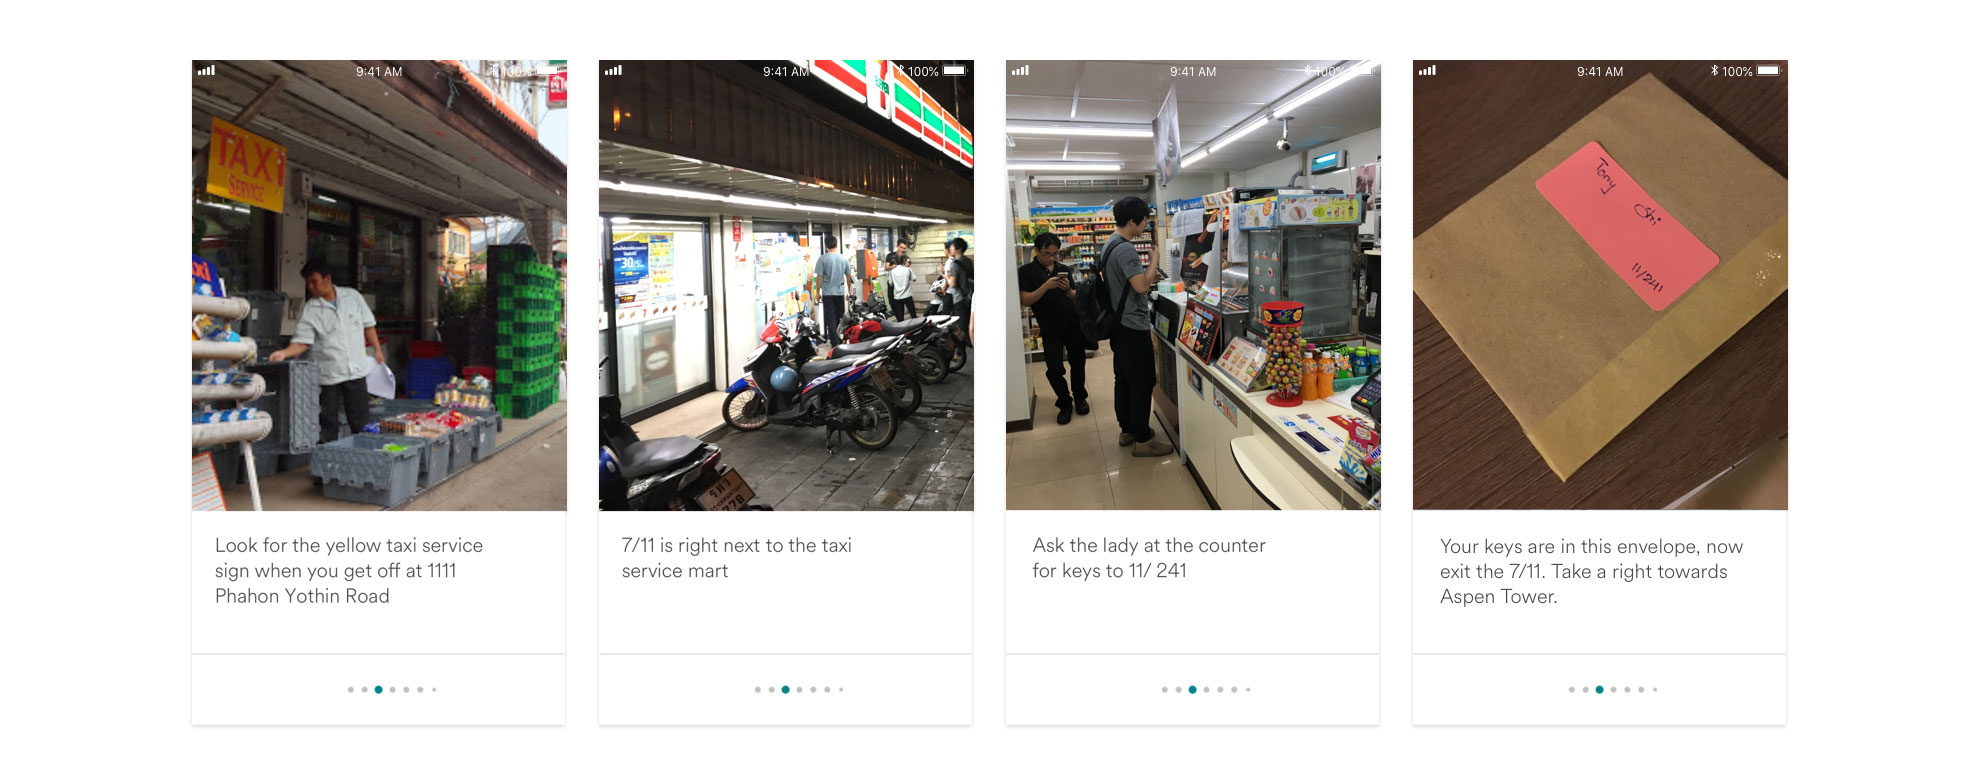 9:41 AM
100%
TAXi
SERVICE
Look for the yellow taxi service
sign when you get off at 1111
Phahon Yothin Road
9:41 AM
100%
30
7/11 is right next to the taxi
service mart
9:41 AM
100%
Ask the lady at the counter
for keys to 11/ 241
9:41 AM
100%
Tony
11/241
Your keys are in this envelope, now
exit the 7/11. Take a right towards
Aspen Tower.